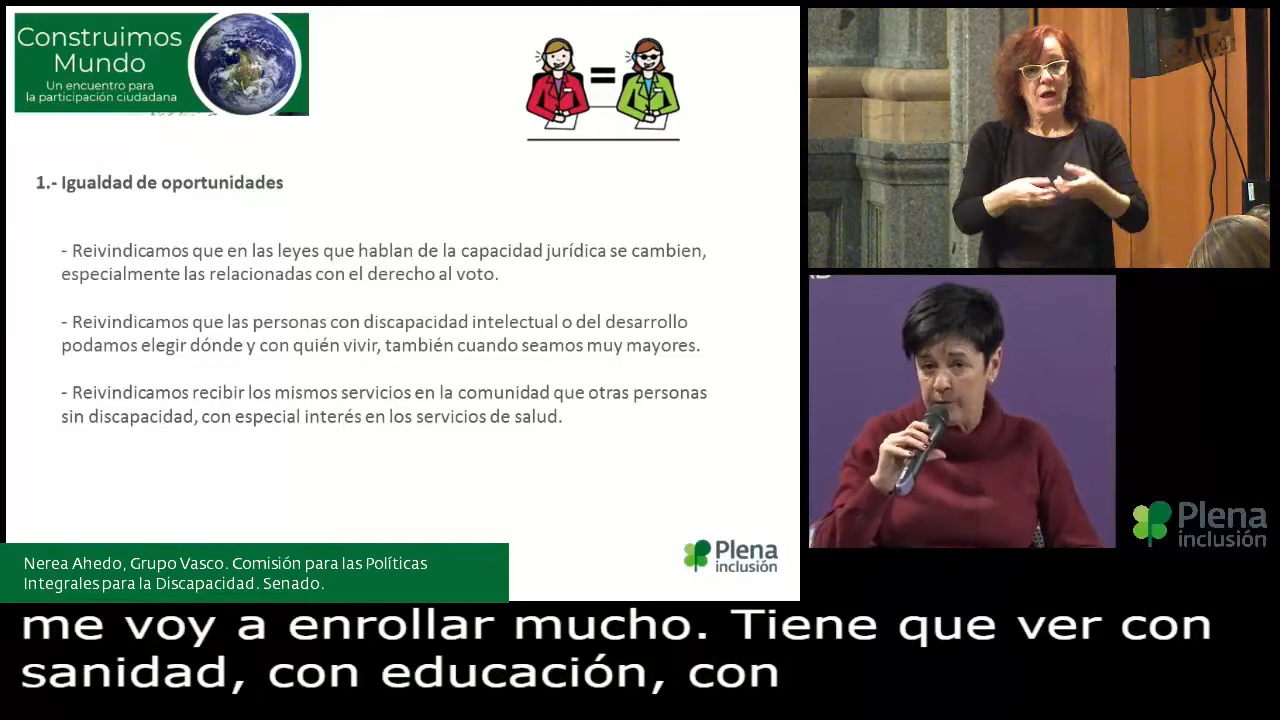 Construimos
Mundo
Un encuentro para
la participación ciudadana
1.- Igualdad de oportunidades
- Reivindicamos que en las leyes que hablan de la capacidad jurídica se cambien,
especialmente las relacionadas con el derecho al voto.
- Reivindicamos que las personas con discapacidad intelectual o del desarrollo
podamos elegir dónde y con quién vivir, también cuando seamos muy mayores.
- Reivindicamos recibir los mismos servicios en la comunidad que otras personas
sin discapacidad, con especial interés en los servicios de salud.
Plena
inclusión
Nerea Ahedo, Grupo Vasco. Comisión para las Políticas
Integrales para la Discapacidad. Senado.
Plena
inclusión
me voy a enrollar mucho. Tiene que ver con
sanidad, con educación, con